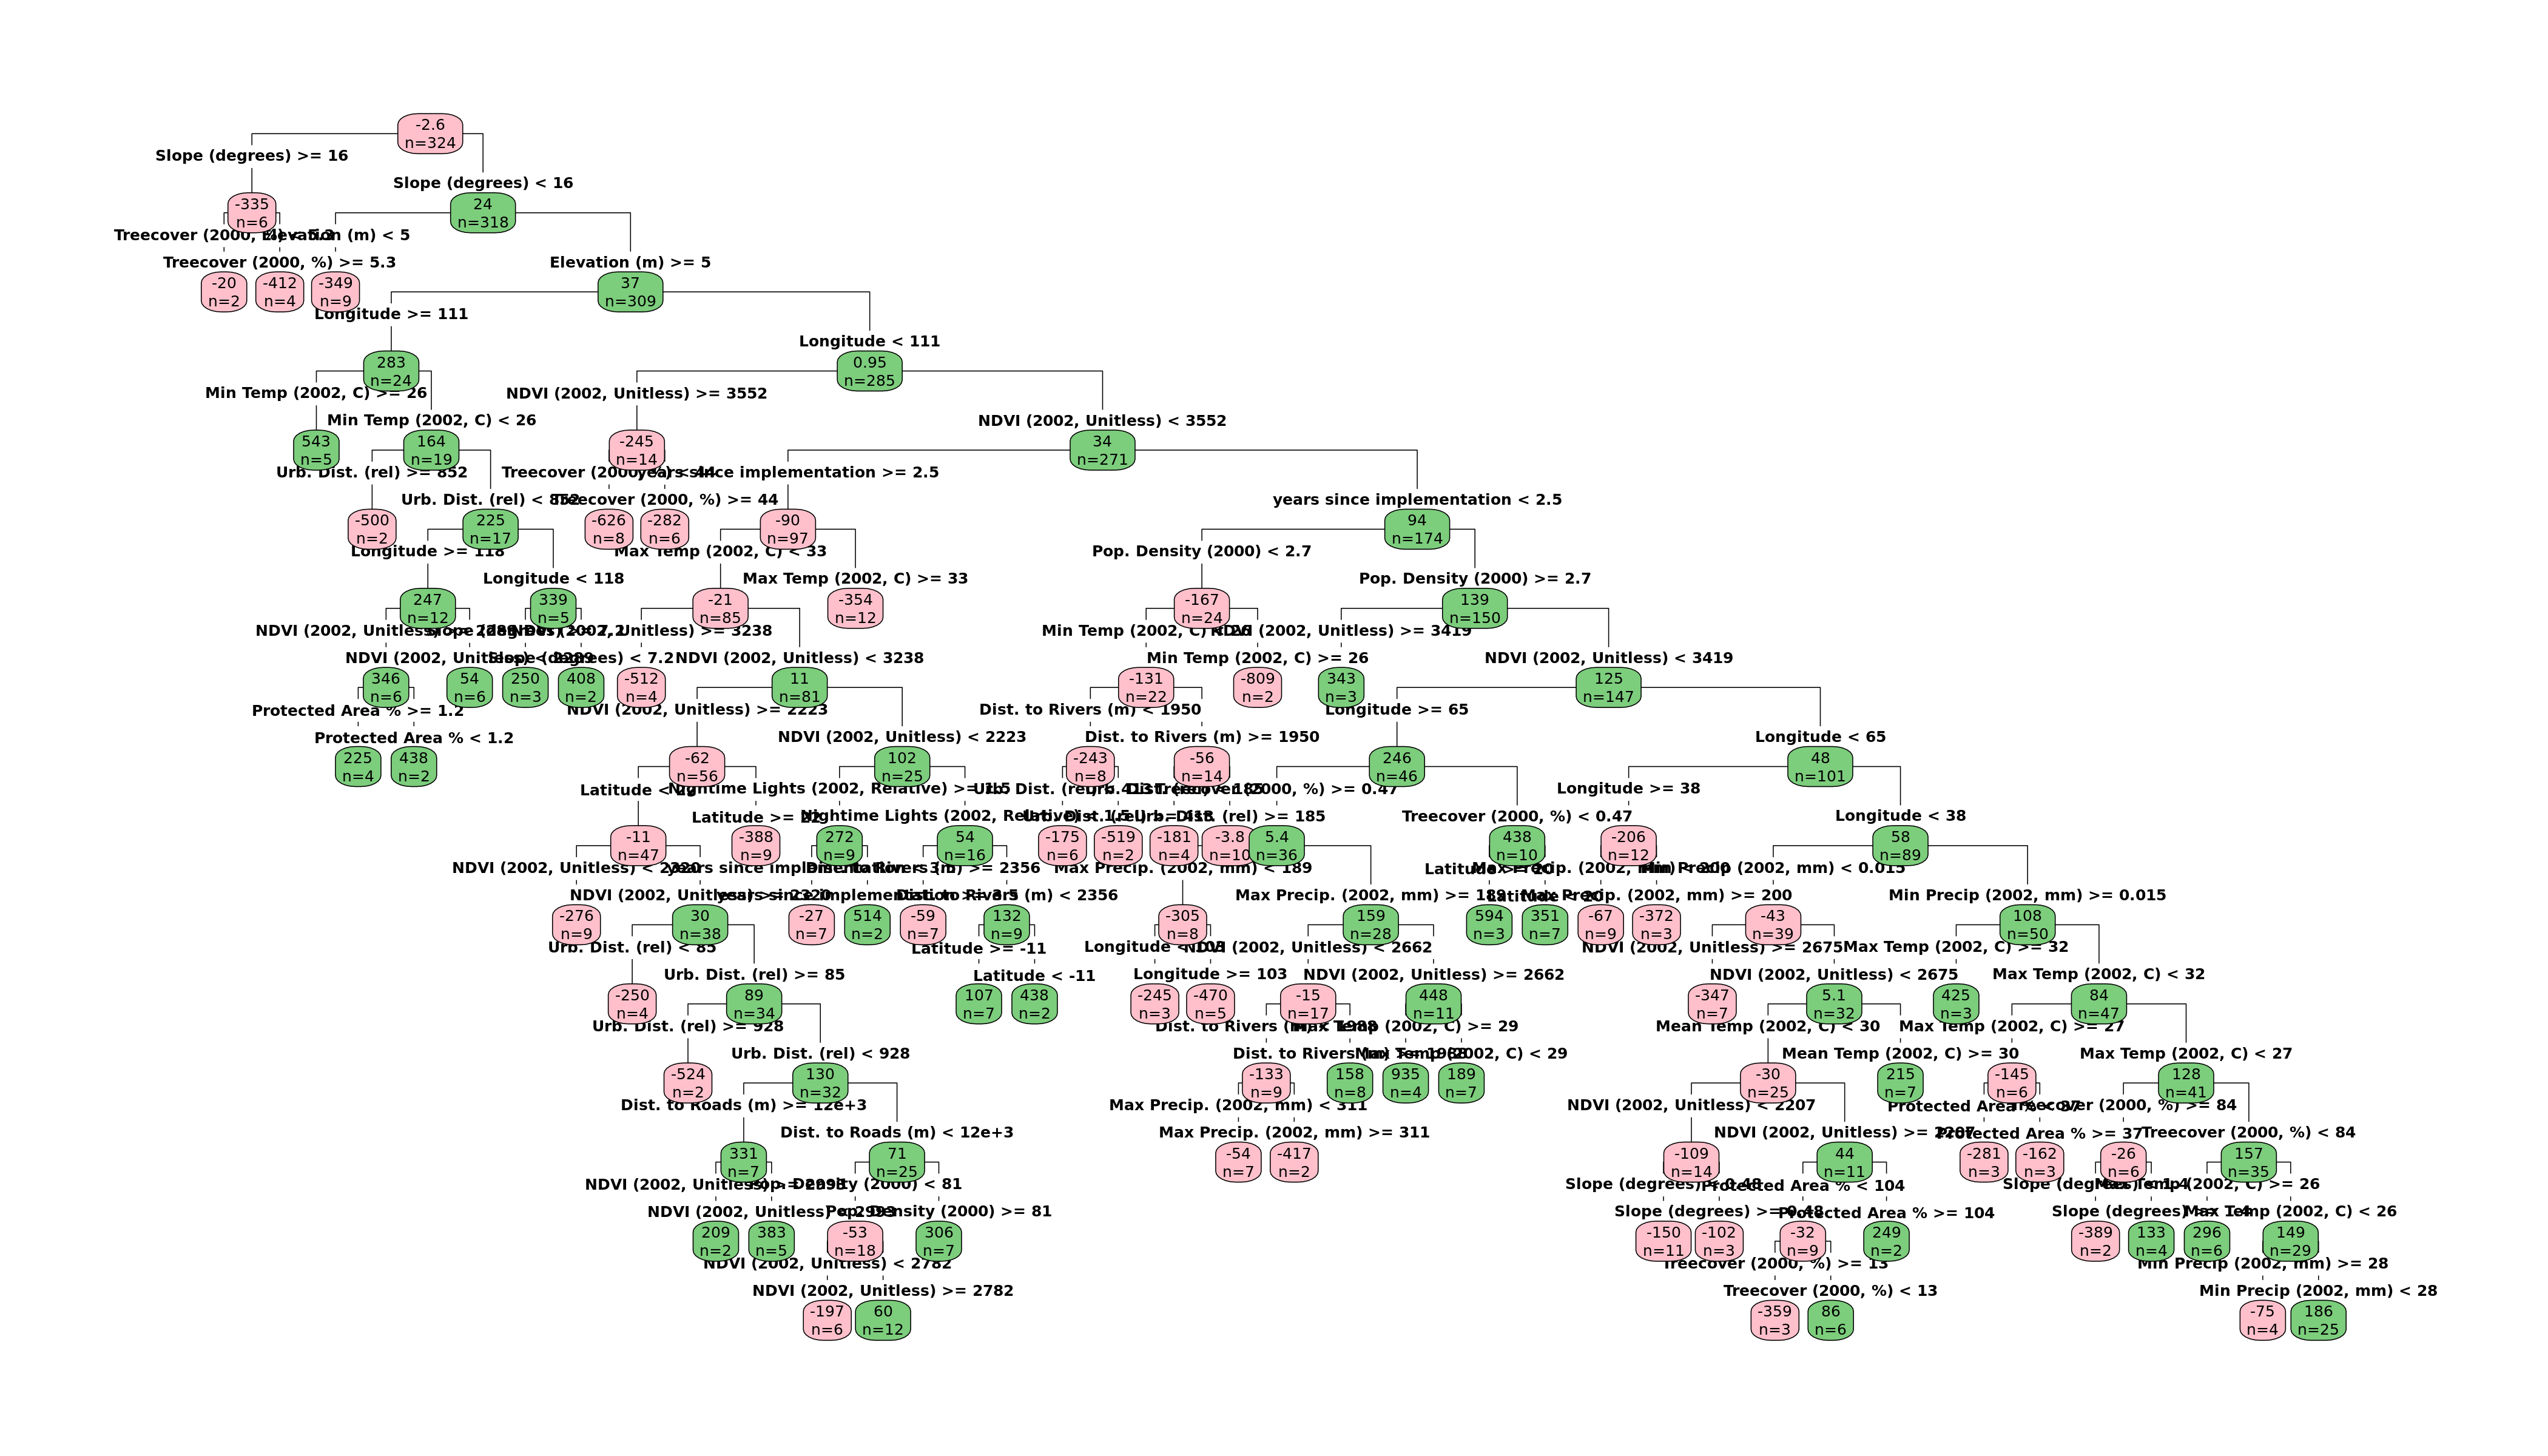 -2.6
n=324
Slope (degrees) >= 16
Slope (degrees) < 16
-335
n=6
24
n=318
Treecover (2000, %) < 5.3
Elevation (m) < 5
Treecover (2000, %) >= 5.3
Elevation (m) >= 5
-20
n=2
-412
n=4
-349
n=9
37
n=309
Longitude >= 111
Longitude < 111
283
n=24
0.95
n=285
Min Temp (2002, C) >= 26
NDVI (2002, Unitless) >= 3552
Min Temp (2002, C) < 26
NDVI (2002, Unitless) < 3552
543
n=5
164
n=19
-245
n=14
34
n=271
Urb. Dist. (rel) >= 852
Treecover (2000, %) < 44
years since implementation >= 2.5
Urb. Dist. (rel) < 852
Treecover (2000, %) >= 44
years since implementation < 2.5
-500
n=2
225
n=17
-626
n=8
-282
n=6
-90
n=97
94
n=174
Longitude >= 118
Max Temp (2002, C) < 33
Pop. Density (2000) < 2.7
Longitude < 118
Max Temp (2002, C) >= 33
Pop. Density (2000) >= 2.7
247
n=12
339
n=5
-21
n=85
-354
n=12
-167
n=24
139
n=150
NDVI (2002, Unitless) >= 2289
Slope (degrees) >= 7.2
NDVI (2002, Unitless) >= 3238
Min Temp (2002, C) < 26
NDVI (2002, Unitless) >= 3419
NDVI (2002, Unitless) < 2289
Slope (degrees) < 7.2
NDVI (2002, Unitless) < 3238
Min Temp (2002, C) >= 26
NDVI (2002, Unitless) < 3419
346
n=6
54
n=6
250
n=3
408
n=2
-512
n=4
11
n=81
-131
n=22
-809
n=2
343
n=3
125
n=147
Protected Area % >= 1.2
NDVI (2002, Unitless) >= 2223
Dist. to Rivers (m) < 1950
Longitude >= 65
Protected Area % < 1.2
NDVI (2002, Unitless) < 2223
Dist. to Rivers (m) >= 1950
Longitude < 65
225
n=4
438
n=2
-62
n=56
102
n=25
-243
n=8
-56
n=14
246
n=46
48
n=101
Latitude < 22
Nightime Lights (2002, Relative) >= 1.5
Urb. Dist. (rel) < 413
Urb. Dist. (rel) < 185
Treecover (2000, %) >= 0.47
Longitude >= 38
Latitude >= 22
Nightime Lights (2002, Relative) < 1.5
Urb. Dist. (rel) >= 413
Urb. Dist. (rel) >= 185
Treecover (2000, %) < 0.47
Longitude < 38
-11
n=47
-388
n=9
272
n=9
54
n=16
-175
n=6
-519
n=2
-181
n=4
-3.8
n=10
5.4
n=36
438
n=10
-206
n=12
58
n=89
NDVI (2002, Unitless) < 2320
years since implementation < 3.5
Dist. to Rivers (m) >= 2356
Max Precip. (2002, mm) < 189
Latitude >= 20
Max Precip. (2002, mm) < 200
Min Precip (2002, mm) < 0.015
NDVI (2002, Unitless) >= 2320
years since implementation >= 3.5
Dist. to Rivers (m) < 2356
Max Precip. (2002, mm) >= 189
Latitude < 20
Max Precip. (2002, mm) >= 200
Min Precip (2002, mm) >= 0.015
-276
n=9
30
n=38
-27
n=7
514
n=2
-59
n=7
132
n=9
-305
n=8
159
n=28
594
n=3
351
n=7
-67
n=9
-372
n=3
-43
n=39
108
n=50
Urb. Dist. (rel) < 85
Latitude >= -11
Longitude < 103
NDVI (2002, Unitless) < 2662
NDVI (2002, Unitless) >= 2675
Max Temp (2002, C) >= 32
Urb. Dist. (rel) >= 85
Latitude < -11
Longitude >= 103
NDVI (2002, Unitless) >= 2662
NDVI (2002, Unitless) < 2675
Max Temp (2002, C) < 32
-250
n=4
89
n=34
107
n=7
438
n=2
-245
n=3
-470
n=5
-15
n=17
448
n=11
-347
n=7
5.1
n=32
425
n=3
84
n=47
Urb. Dist. (rel) >= 928
Dist. to Rivers (m) < 1988
Max Temp (2002, C) >= 29
Mean Temp (2002, C) < 30
Max Temp (2002, C) >= 27
Urb. Dist. (rel) < 928
Dist. to Rivers (m) >= 1988
Max Temp (2002, C) < 29
Mean Temp (2002, C) >= 30
Max Temp (2002, C) < 27
-524
n=2
130
n=32
-133
n=9
158
n=8
935
n=4
189
n=7
-30
n=25
215
n=7
-145
n=6
128
n=41
Dist. to Roads (m) >= 12e+3
Max Precip. (2002, mm) < 311
NDVI (2002, Unitless) < 2207
Protected Area % < 37
Treecover (2000, %) >= 84
Dist. to Roads (m) < 12e+3
Max Precip. (2002, mm) >= 311
NDVI (2002, Unitless) >= 2207
Protected Area % >= 37
Treecover (2000, %) < 84
331
n=7
71
n=25
-54
n=7
-417
n=2
-109
n=14
44
n=11
-281
n=3
-162
n=3
-26
n=6
157
n=35
NDVI (2002, Unitless) >= 2993
Pop. Density (2000) < 81
Slope (degrees) < 0.48
Protected Area % < 104
Slope (degrees) < 1.4
Max Temp (2002, C) >= 26
NDVI (2002, Unitless) < 2993
Pop. Density (2000) >= 81
Slope (degrees) >= 0.48
Protected Area % >= 104
Slope (degrees) >= 1.4
Max Temp (2002, C) < 26
209
n=2
383
n=5
-53
n=18
306
n=7
-150
n=11
-102
n=3
-32
n=9
249
n=2
-389
n=2
133
n=4
296
n=6
149
n=29
NDVI (2002, Unitless) < 2782
Treecover (2000, %) >= 13
Min Precip (2002, mm) >= 28
NDVI (2002, Unitless) >= 2782
Treecover (2000, %) < 13
Min Precip (2002, mm) < 28
-197
n=6
60
n=12
-359
n=3
86
n=6
-75
n=4
186
n=25